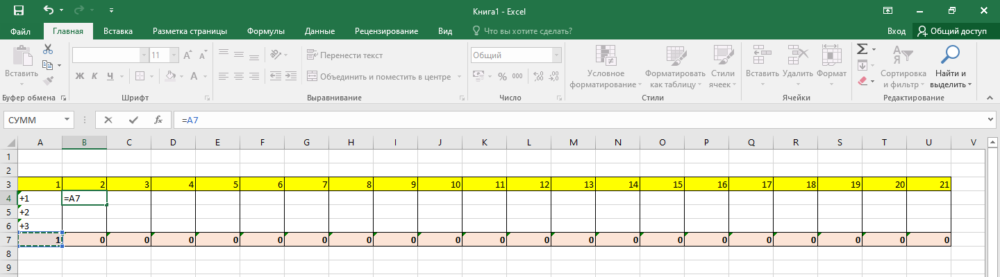 Книга1 - Excel
Файл Главная Вставка Разметка страницы Формулы Данные Рецензирование Вид Что вы хотите сделать? Вход Общий доступ
Вставить
Буфер обмена
11 A A
Ж К Ч А
Шрифт
Перенести текст
Объединить и поместить в центре
Выравнивание
Общий
% 000 ,0 ,00 ,00 ,0
Число
Условное форматирование
Форматировать как таблицу
Стили ячеек
Стили
Вставить Удалить Формат
Ячейки
Σ
Сортировка и фильтр
Найти и выделить
Редактирование
СУММ fx =A7
A B C D E F G H I J K L M N O P Q R S T U V
1
2
3 1 2 3 4 5 6 7 8 9 10 11 12 13 14 15 16 17 18 19 20 21
4 +1 =A7
5 +2
6 +3
7 1 0 0 0 0 0 0 0 0 0 0 0 0 0 0 0 0 0 0 0 0
8
9